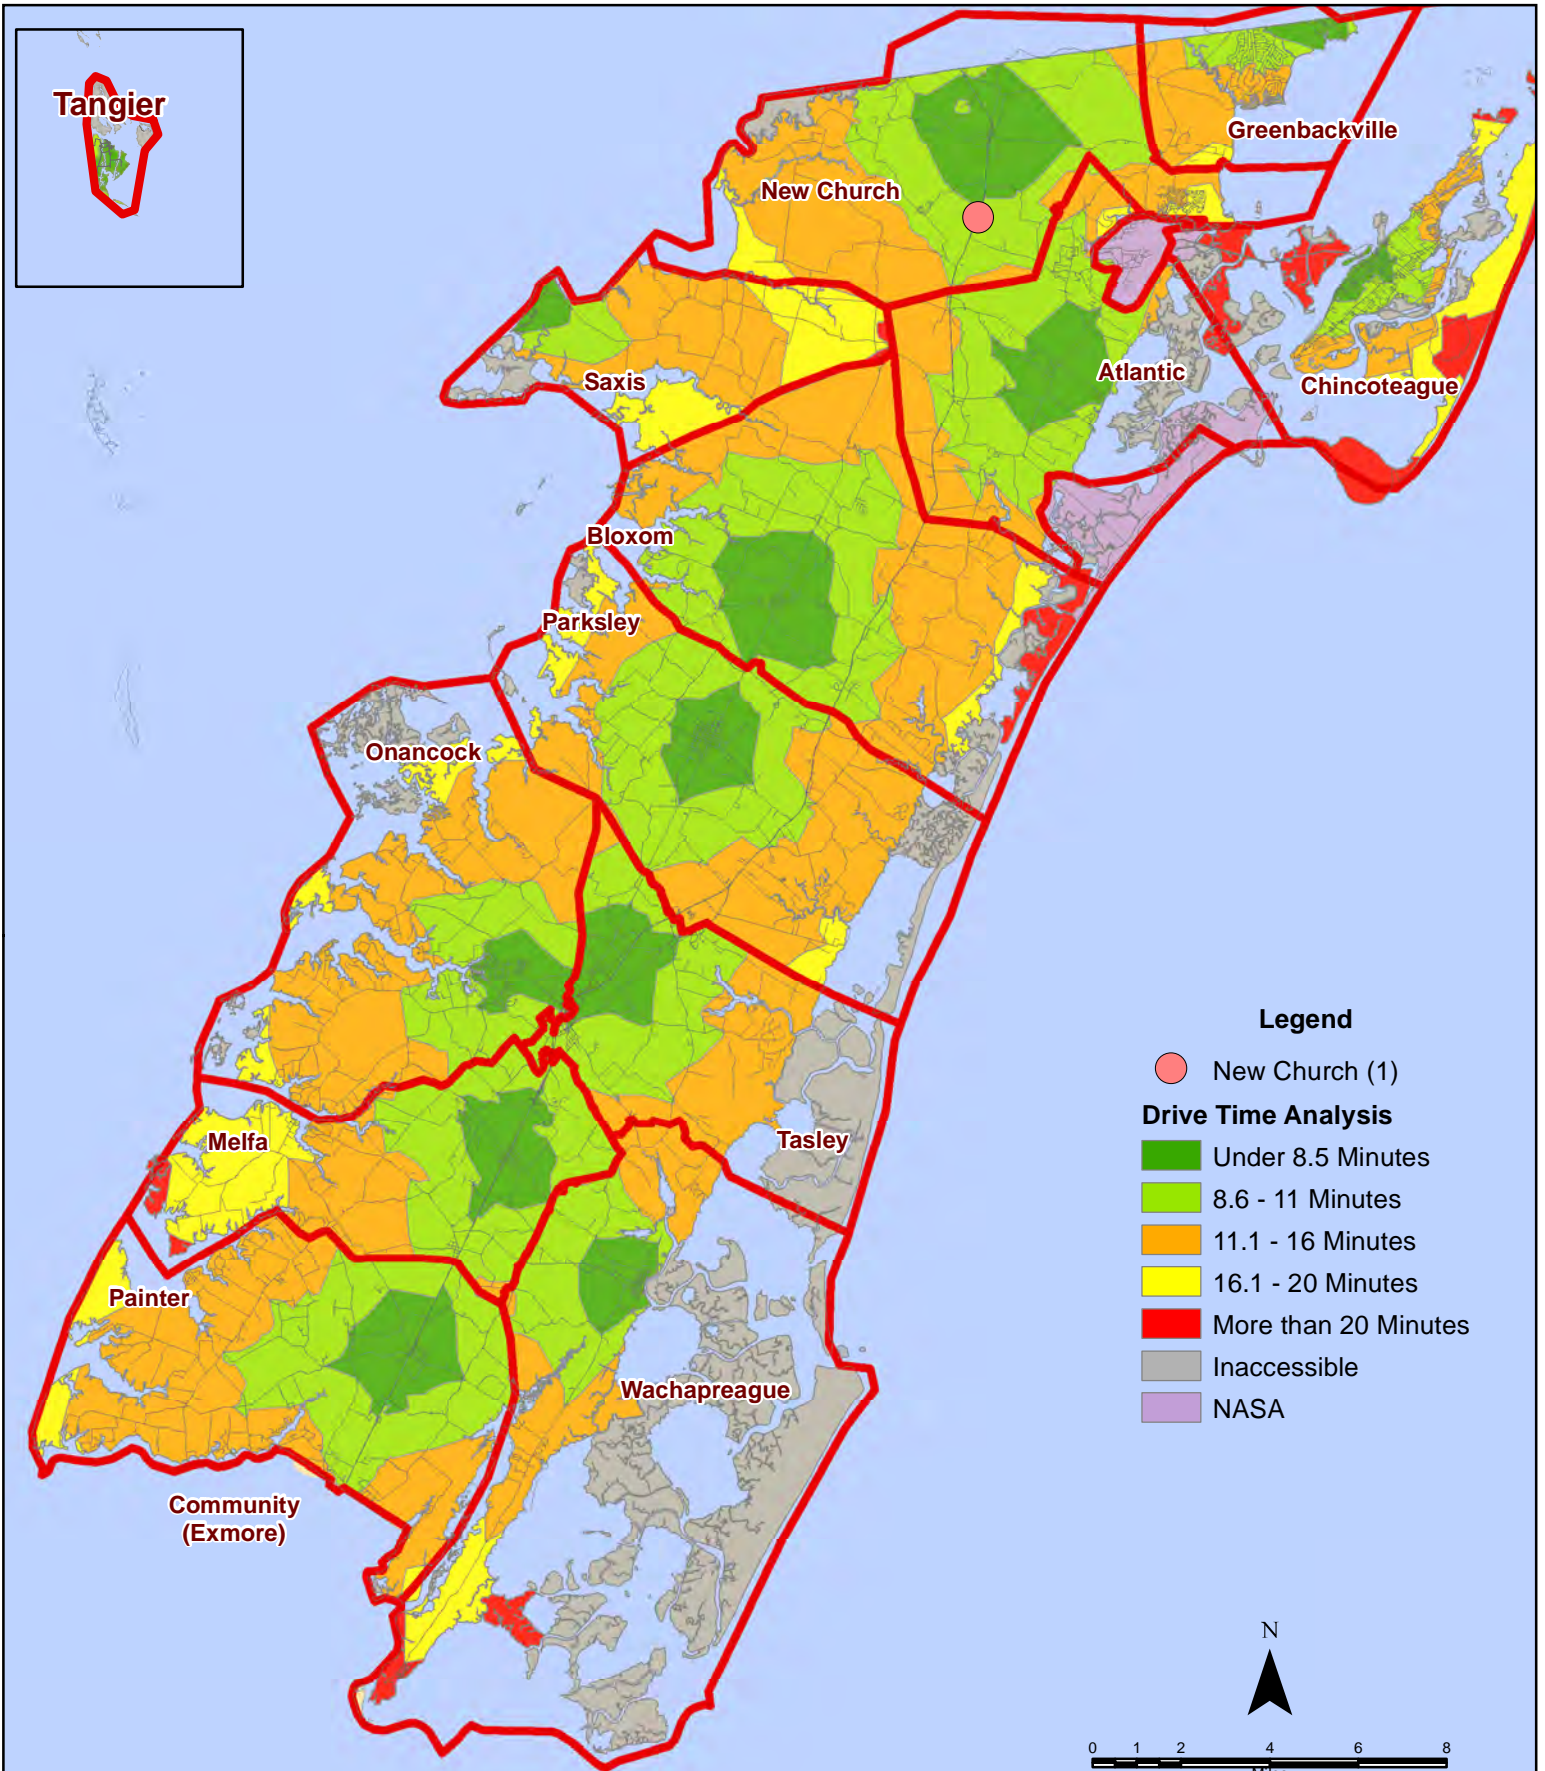 Tangier
Greenbackville
New Church
Atlantic
Saxis
Chincoteague
Bloxom
Parksley
Onancock
Melfa
Tasley
Painter
Wachapreague
Community
(Exmore)
Legend
New Church (1)
Drive Time Analysis
Under 8.5 Minutes
8.6 - 11 Minutes
11.1 - 16 Minutes
16.1 - 20 Minutes
More than 20 Minutes
Inaccessible
NASA
N
0 1 2 4 6 8